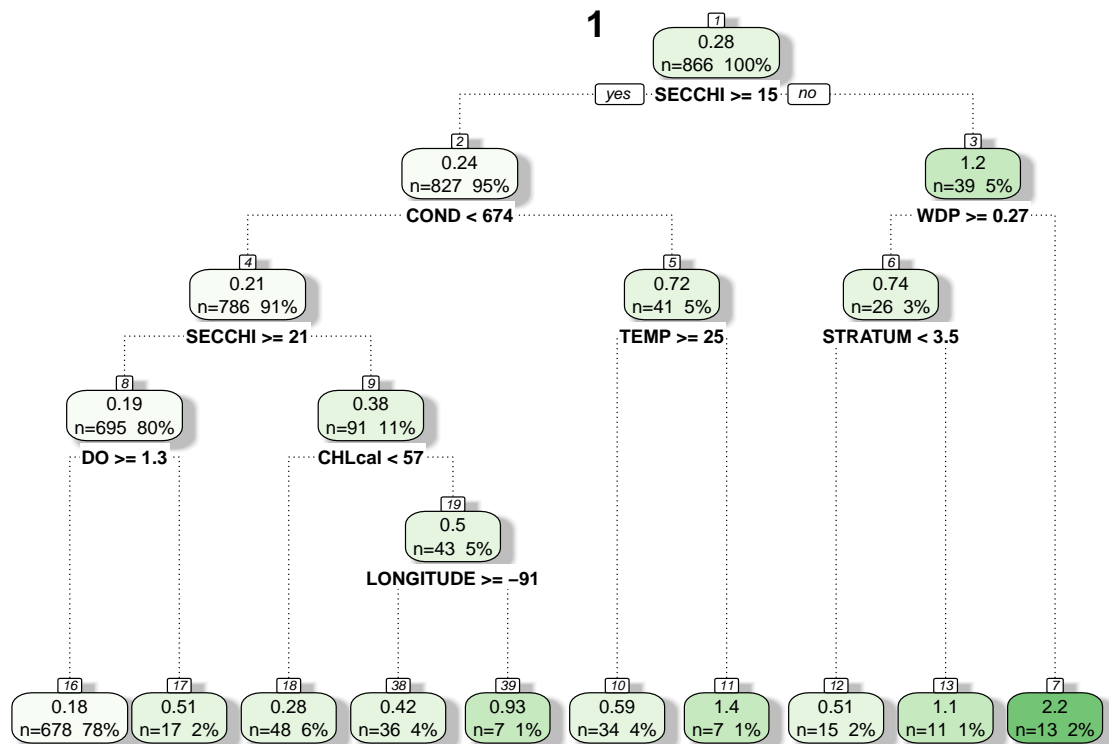 1
1
0.28
n=866 100%
yes SECCHI >= 15 no
2
0.24
n=827 95%
COND < 674
3
1.2
n=39 5%
WDP >= 0.27
4
0.21
n=786 91%
SECCHI >= 21
5
0.72
n=41 5%
TEMP >= 25
6
0.74
n=26 3%
STRATUM < 3.5
8
0.19
n=695 80%
DO >= 1.3
9
0.38
n=91 11%
CHLcal < 57
19
0.5
n=43 5%
LONGITUDE >= −91
16
0.18
n=678 78%
17
0.51
n=17 2%
18
0.28
n=48 6%
38
0.42
n=36 4%
39
0.93
n=7 1%
10
0.59
n=34 4%
11
1.4
n=7 1%
12
0.51
n=15 2%
13
1.1
n=11 1%
7
2.2
n=13 2%